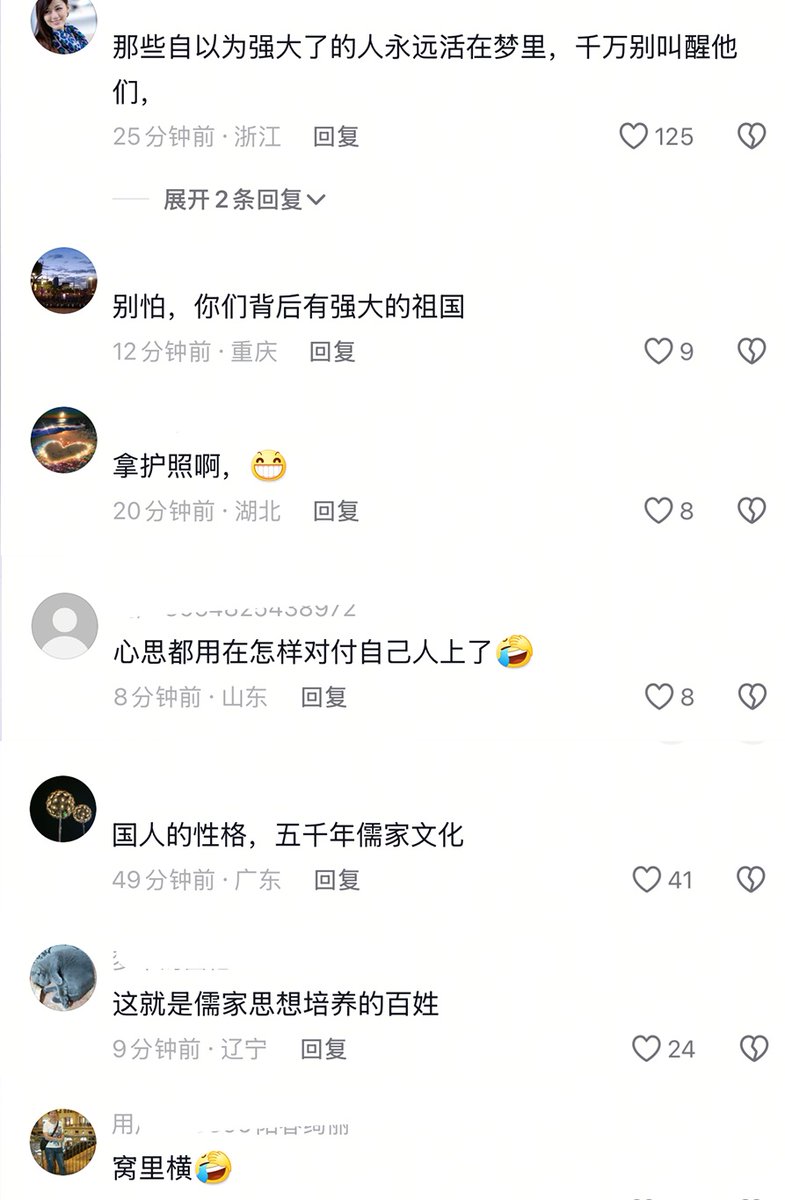 那些自以为强大了的人永远活在梦里，千万别叫醒他
们，
25分钟前·浙江 回复 125
展开2条回复
别怕，你们背后有强大的祖国
12分钟前·重庆 回复 9
拿护照啊，😁
20分钟前·湖北 回复 8
心思都用在怎样对付自己人上了🤣
8分钟前·山东 回复 8
国人的性格，五千年儒家文化
49分钟前·广东 回复 41
这就是儒家思想培养的百姓
9分钟前·辽宁 回复 24
用
窝里横🤣